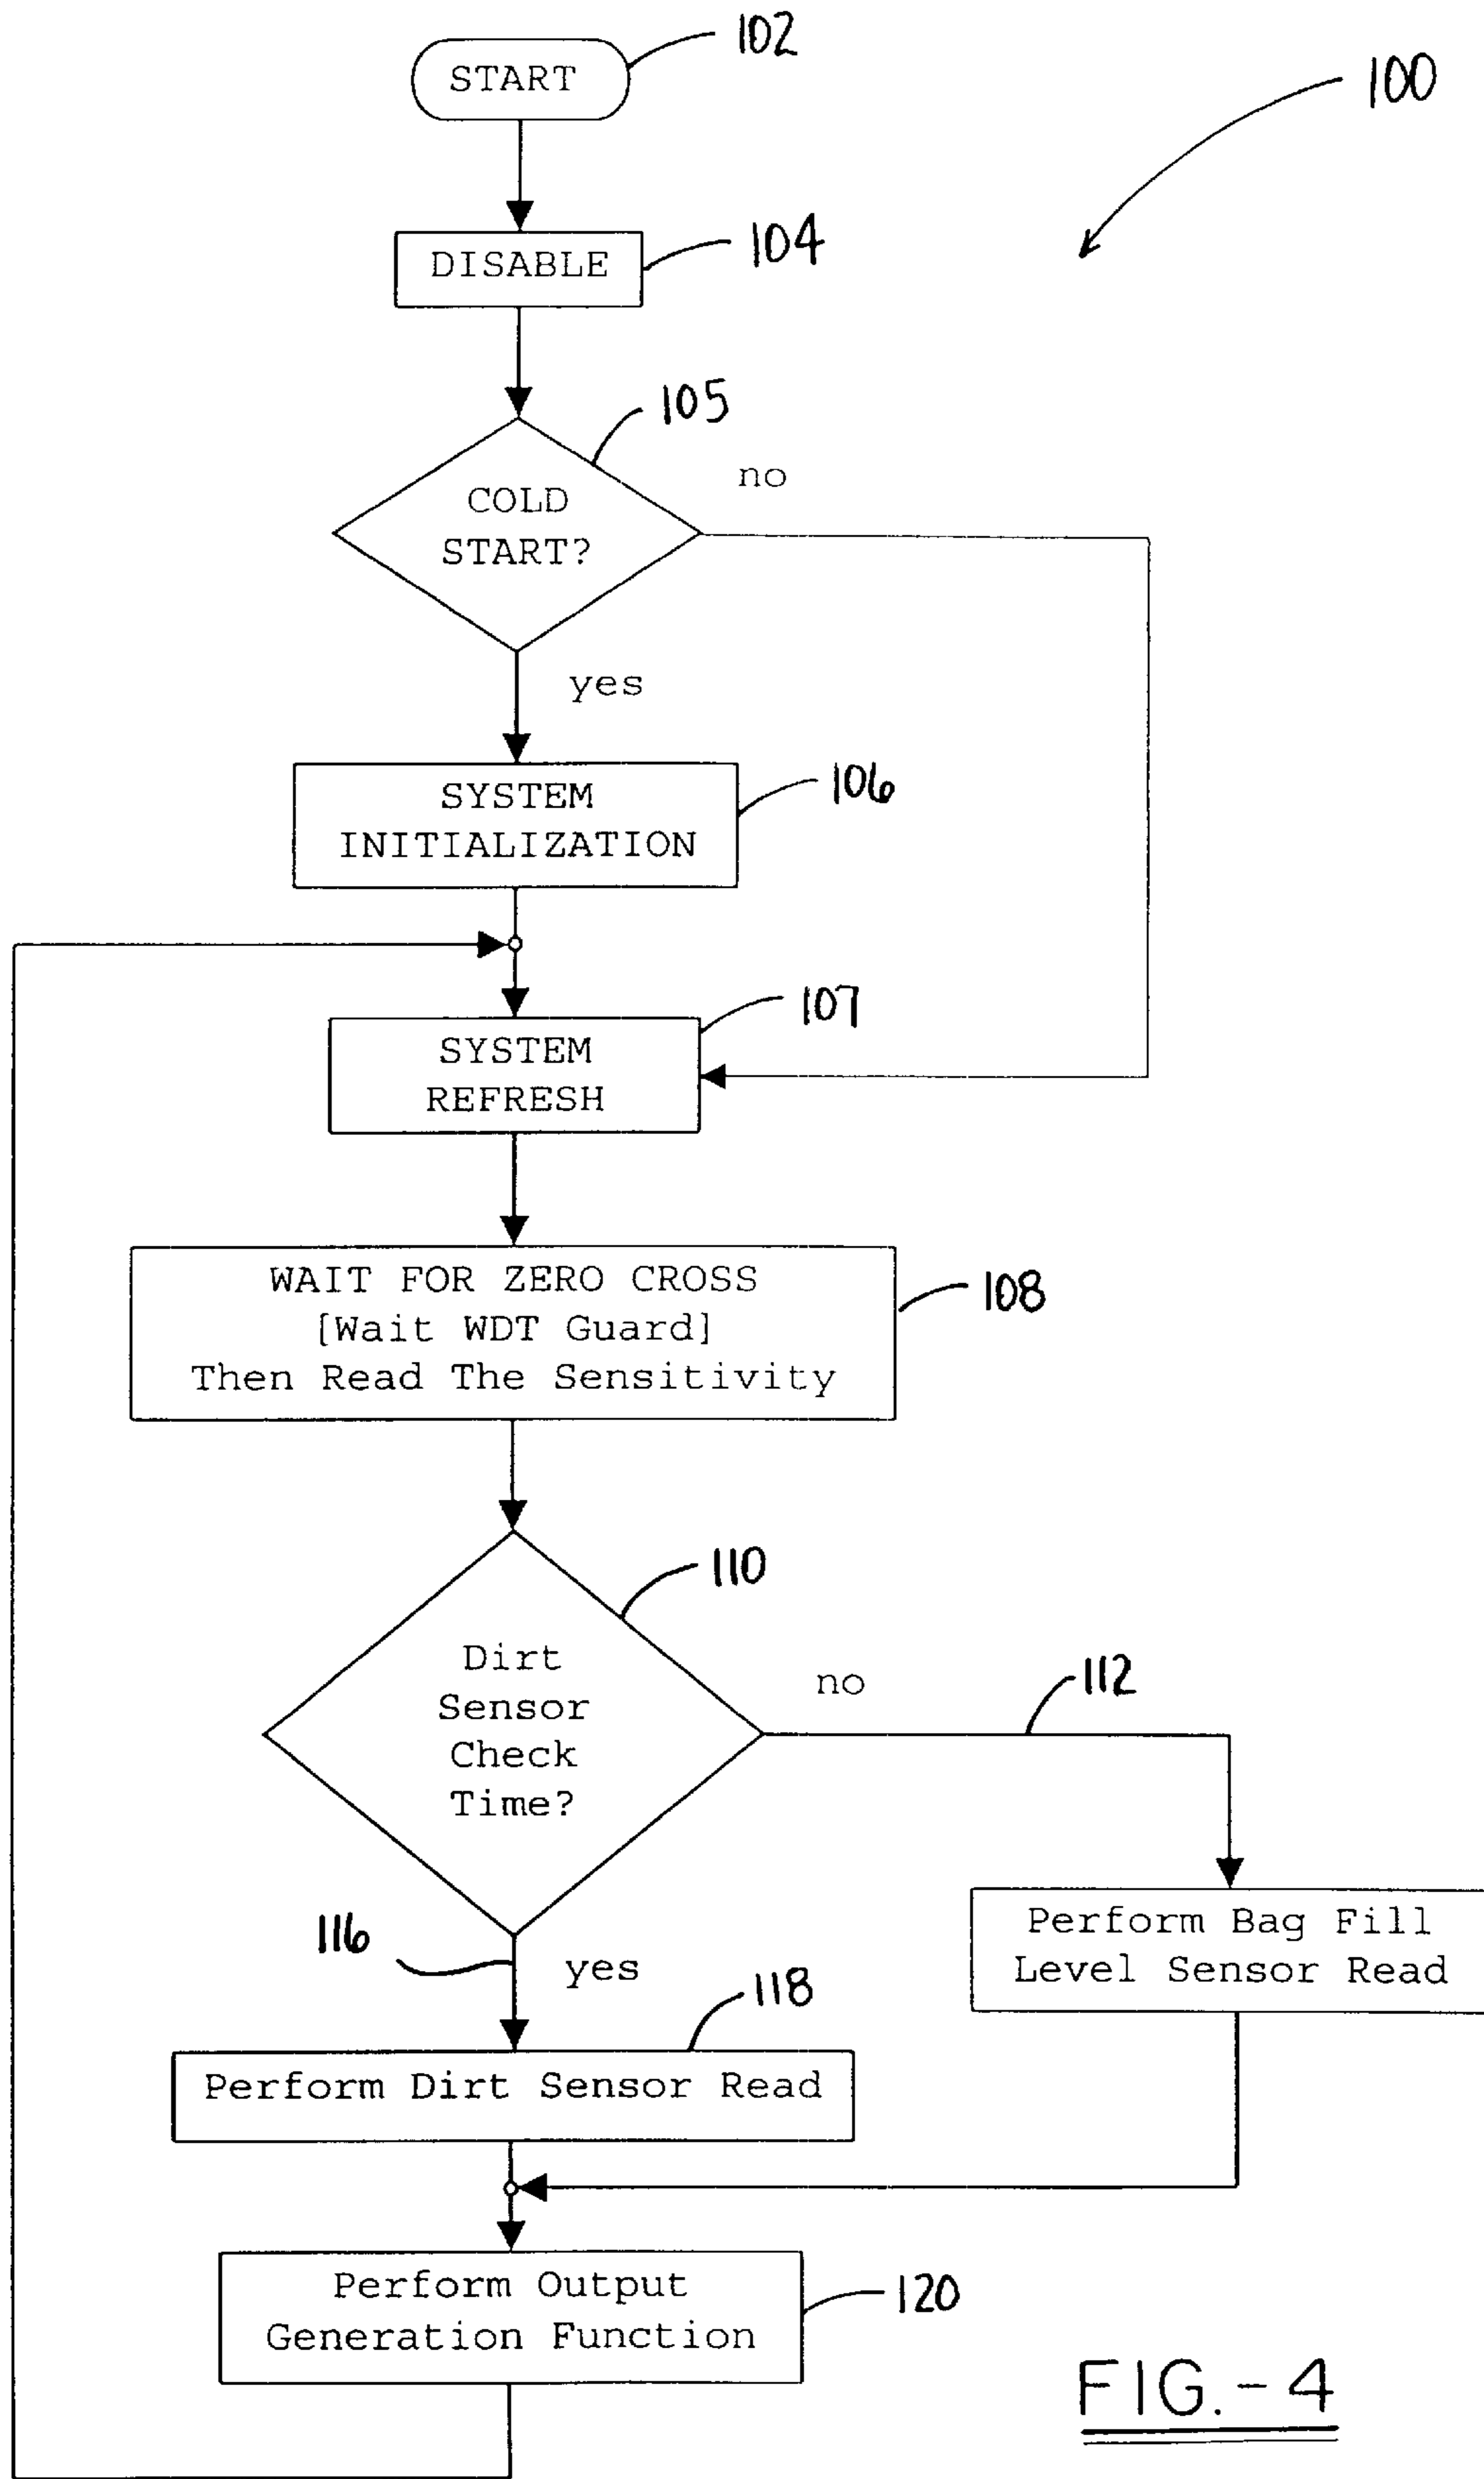 102
START
100
104
DISABLE
105
no
COLD
START?
yes
106
SYSTEM
INITIALIZATION
107
SYSTEM
REFRESH
108
WAIT FOR ZERO CROSS
[Wait WDT Guard]
Then Read The Sensitivity
110
Dirt
Sensor
Check
Time?
no
112
Perform Bag Fill
Level Sensor Read
116
yes
118
Perform Dirt Sensor Read
120
Perform Output
Generation Function
FIG.-4